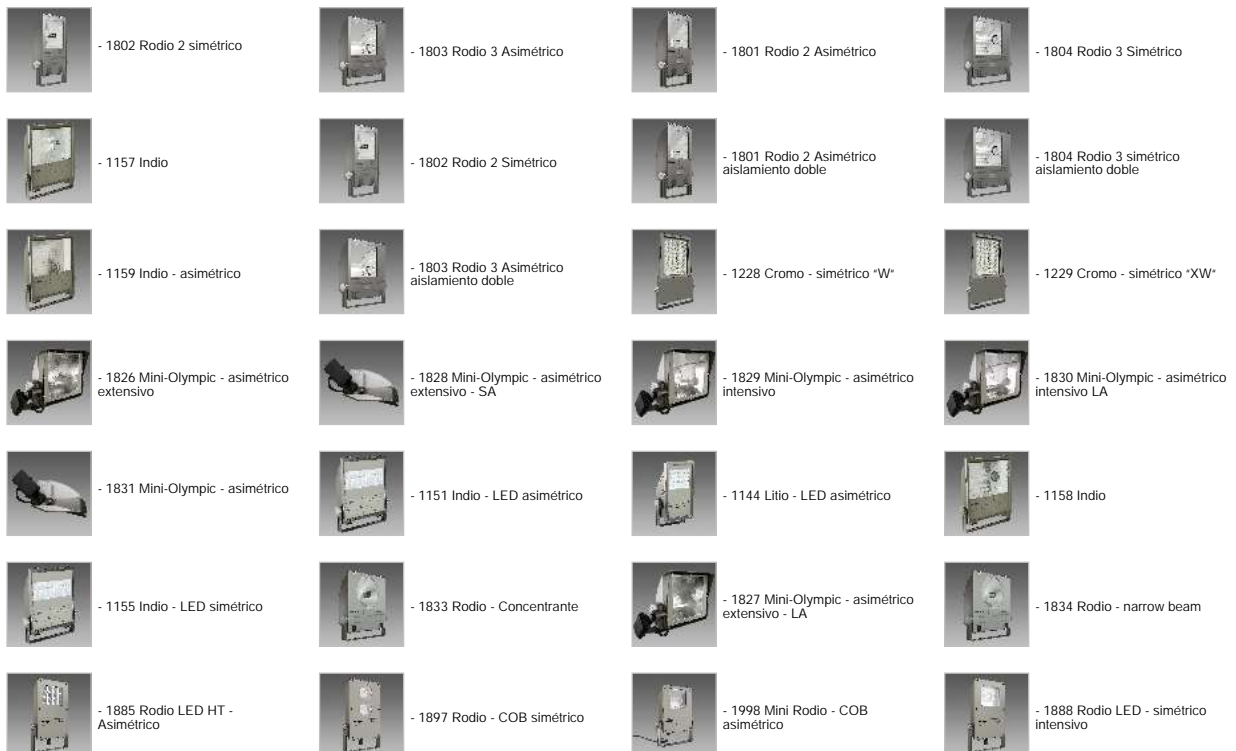 - 1802 Rodio 2 simétrico
- 1803 Rodio 3 Asimétrico
- 1801 Rodio 2 Asimétrico
- 1804 Rodio 3 Simétrico
- 1157 Indio
- 1802 Rodio 2 Simétrico
- 1801 Rodio 2 Asimétrico
aislamiento doble
- 1804 Rodio 3 simétrico
aislamiento doble
- 1159 Indio - asimétrico
- 1803 Rodio 3 Asimétrico
aislamiento doble
- 1228 Cromo - simétrico "W"
- 1229 Cromo - simétrico "XW"
- 1826 Mini-Olympic - asimétrico
extensivo
- 1828 Mini-Olympic - asimétrico
extensivo - SA
- 1829 Mini-Olympic - asimétrico
intensivo
- 1830 Mini-Olympic - asimétrico
intensivo LA
- 1831 Mini-Olympic - asimétrico
- 1151 Indio - LED asimétrico
- 1144 Litio - LED asimétrico
- 1158 Indio
- 1155 Indio - LED simétrico
- 1833 Rodio - Concentrante
- 1827 Mini-Olympic - asimétrico
extensivo - LA
- 1834 Rodio - narrow beam
- 1885 Rodio LED HT -
Asimétrico
- 1897 Rodio - COB simétrico
- 1998 Mini Rodio - COB
asimétrico
- 1888 Rodio LED - simétrico
intensivo